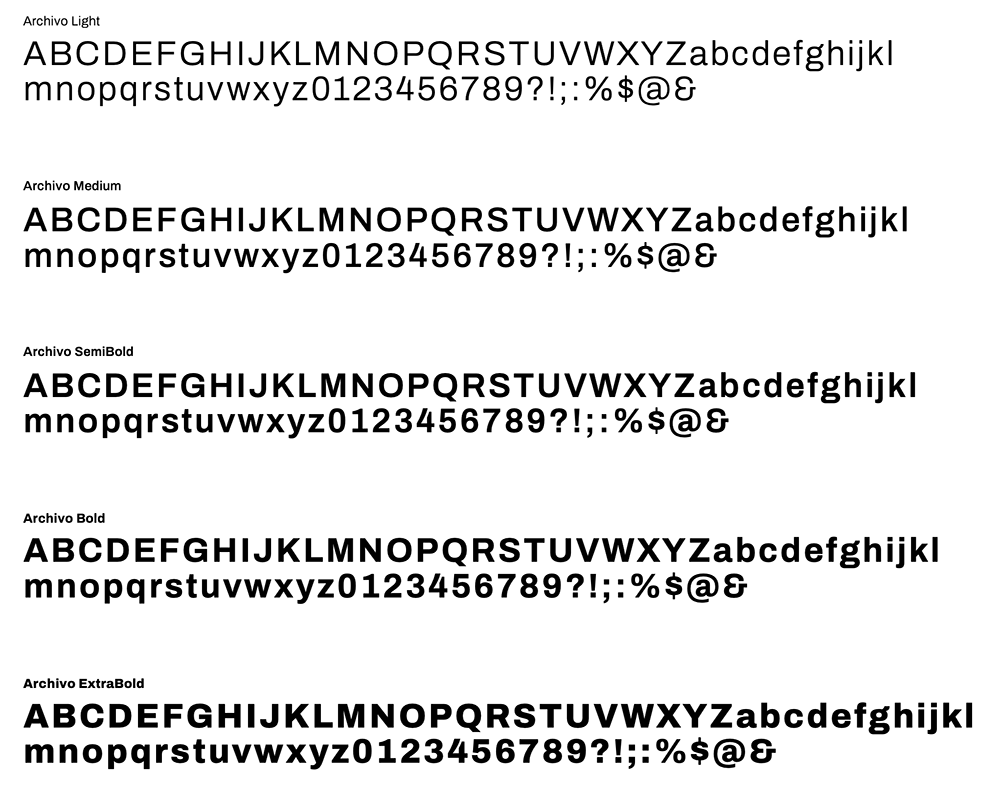 Archivo Light
ABCDEFGHIJKLMNOPQRSTUVWXYZabcdefghijkl
mnopqrstuvwxyz0123456789?!;:%$@&
Archivo Medium
ABCDEFGHIJKLMNOPQRSTUVWXYZabcdefghijkl
mnopqrstuvwxyz0123456789?!;:%$@&
Archivo SemiBold
ABCDEFGHIJKLMNOPQRSTUVWXYZabcdefghijkl
mnopqrstuvwxyz0123456789?!;:%$@&
Archivo Bold
ABCDEFGHIJKLMNOPQRSTUVWXYZabcdefghijkl
mnopqrstuvwxyz0123456789?!;:%$@&
Archivo ExtraBold
ABCDEFGHIJKLMNOPQRSTUVWXYZabcdefghijkl
mnopqrstuvwxyz0123456789?!;:%$@&